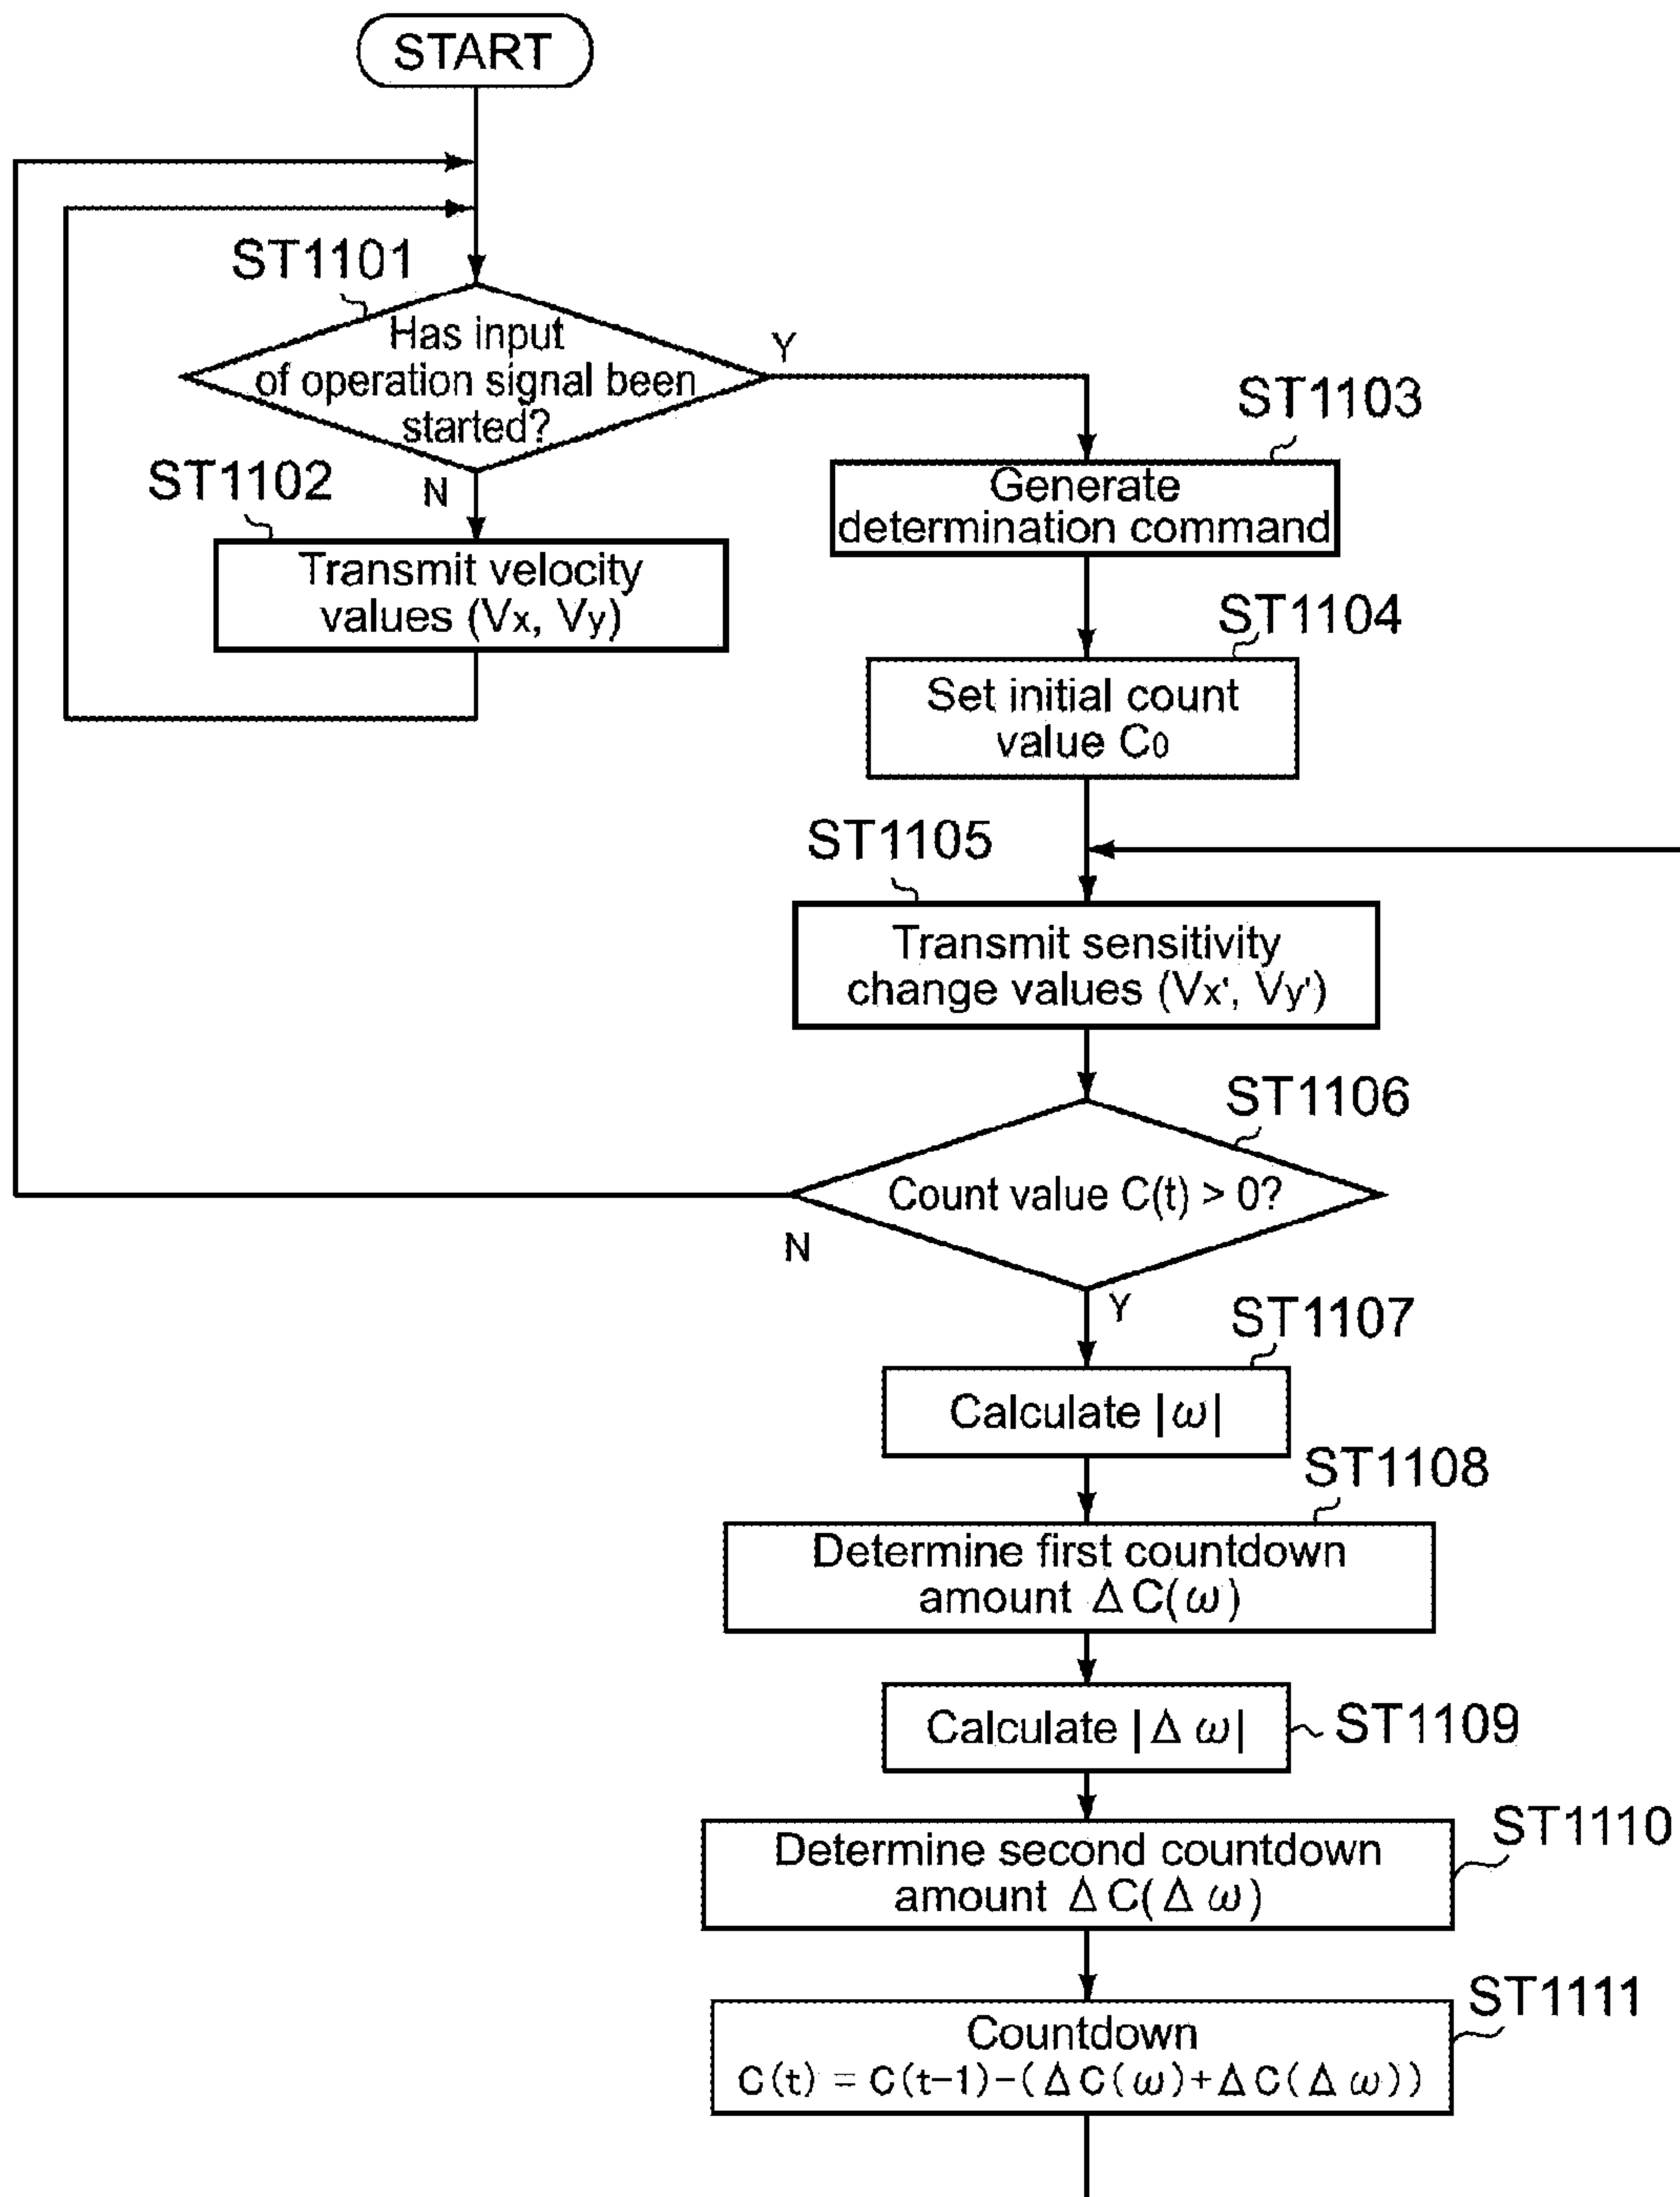 START
ST1101
Has input
of operation signal been
started?
Y
N
ST1102
Transmit velocity
values (Vx, Vy)
ST1103
Generate
determination command
ST1104
Set initial count
value C0
ST1105
Transmit sensitivity
change values (Vx', Vy')
ST1106
Count value C(t) > 0?
N
Y
ST1107
Calculate |ω|
ST1108
Determine first countdown
amount ΔC(ω)
Calculate |Δω|
ST1109
ST1110
Determine second countdown
amount ΔC(Δω)
ST1111
Countdown
C(t) = C(t-1)-(ΔC(ω)+ΔC(Δω))